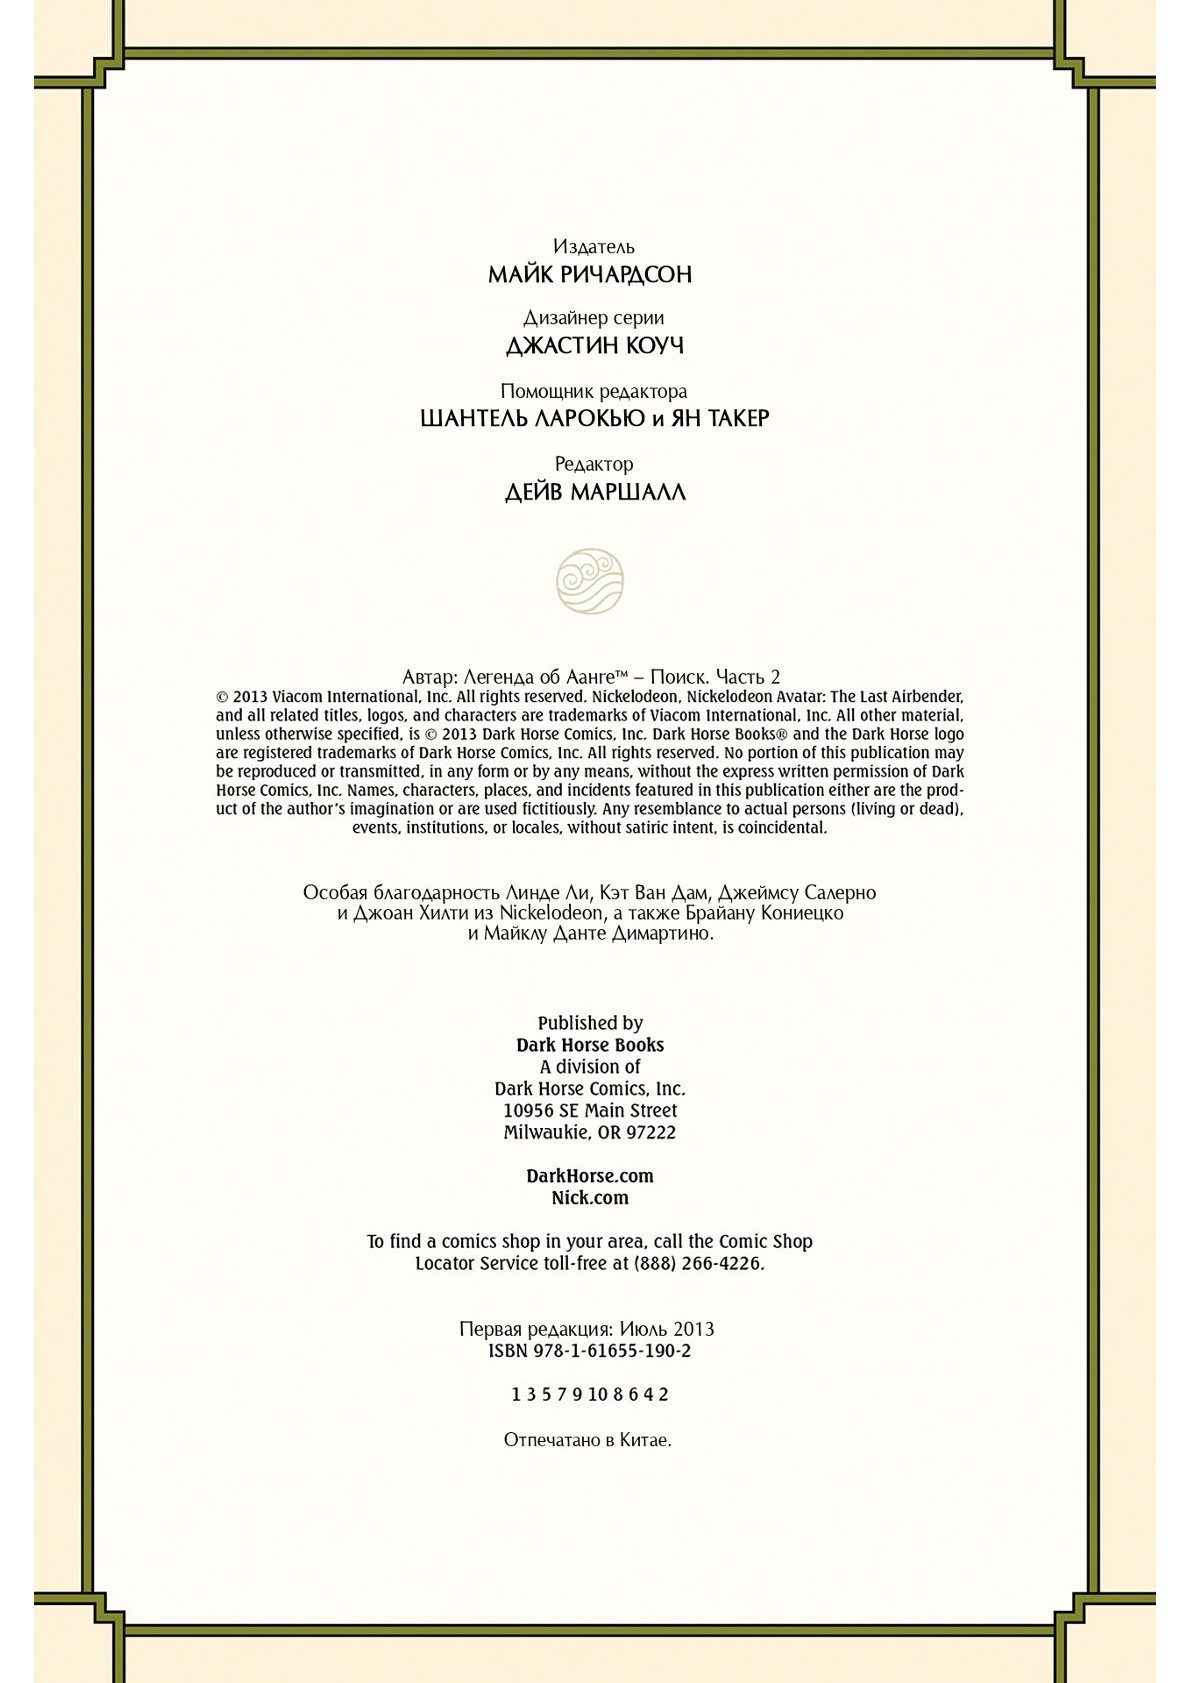 Издатель
МАЙК РИЧАРДСОН
Дизайнер серии
ДЖАСТИН КОУЧ
Помощник редактора
ШАНТЕЛЬ ЛАРОКЬЮ и ЯН ТАКЕР
Редактор
ДЕЙВ МАРШАЛЛ
Автар: Легенда об Аанге™ – Поиск. Часть 2
© 2013 Viacom International, Inc. All rights reserved. Nickelodeon, Nickelodeon Avatar: The Last Airbender,
and all related titles, logos, and characters are trademarks of Viacom International, Inc. All other material,
unless otherwise specified, is © 2013 Dark Horse Comics, Inc. Dark Horse Books® and the Dark Horse logo
are registered trademarks of Dark Horse Comics, Inc. All rights reserved. No portion of this publication may
be reproduced or transmitted, in any form or by any means, without the express written permission of Dark
Horse Comics, Inc. Names, characters, places, and incidents featured in this publication either are the prod-
uct of the author's imagination or are used fictitiously. Any resemblance to actual persons (living or dead),
events, institutions, or locales, without satiric intent, is coincidental.
Особая благодарность Линде Ли, Кэт Ван Дам, Джеймсу Салерно
и Джоан Хилти из Nickelodeon, а также Брайану Кониецко
и Майклу Данте Димартино.
Published by
Dark Horse Books
A division of
Dark Horse Comics, Inc.
10956 SE Main Street
Milwaukie, OR 97222
DarkHorse.com
Nick.com
To find a comics shop in your area, call the Comic Shop
Locator Service toll-free at (888) 266-4226.
Первая редакция: Июль 2013
ISBN 978-1-61655-190-2
1 3 5 7 9 10 8 6 4 2
Отпечатано в Китае.